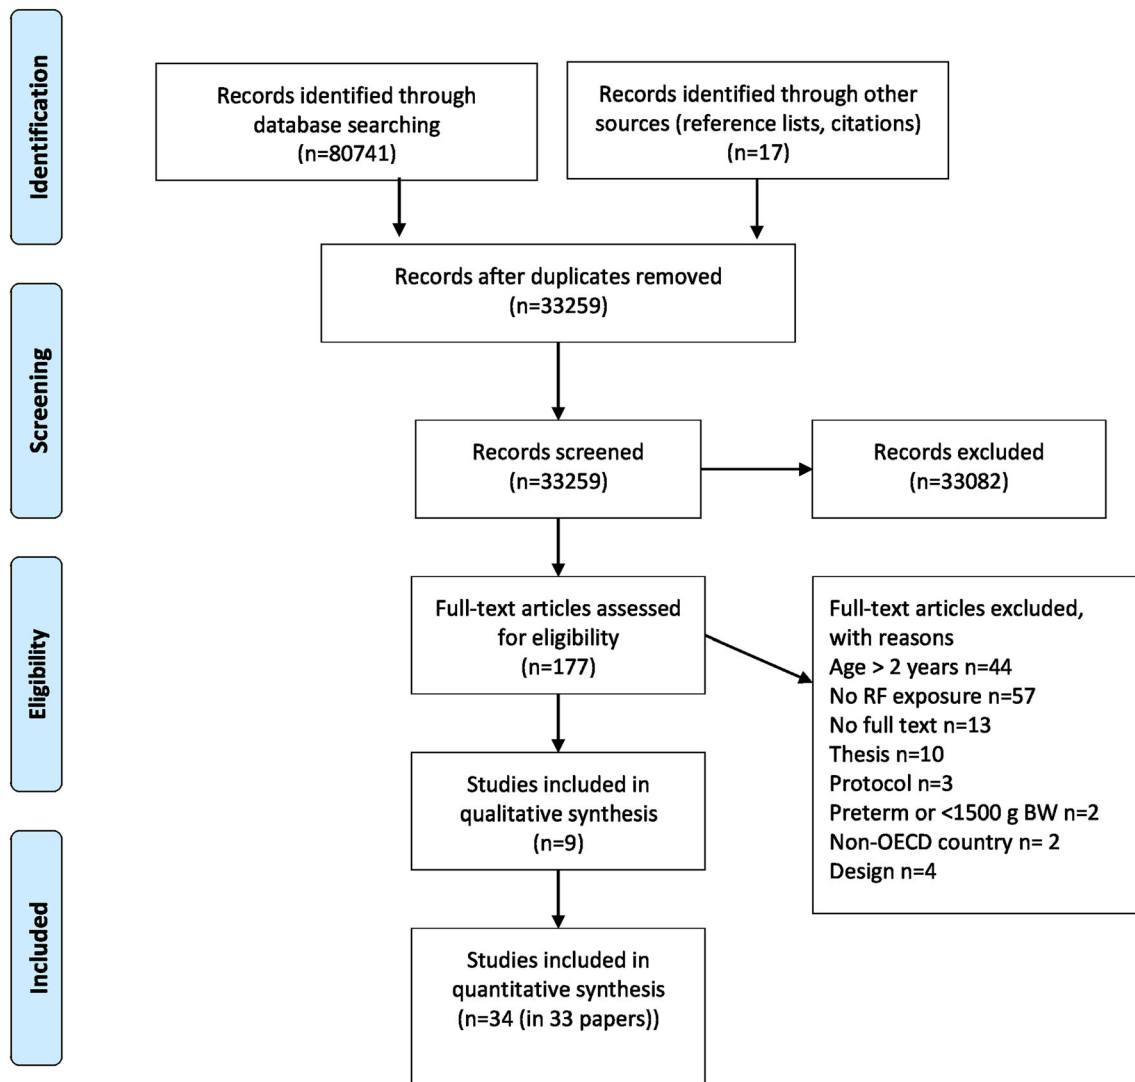 Identification
Records identified through
database searching
(n=80741)
Records identified through other
sources (reference lists, citations)
(n=17)
Records after duplicates removed
(n=33259)
Screening
Records screened
(n=33259)
Records excluded
(n=33082)
Eligibility
Full-text articles assessed
for eligibility
(n=177)
Full-text articles excluded,
with reasons
Age > 2 years n=44
No RF exposure n=57
No full text n=13
Thesis n=10
Protocol n=3
Preterm or <1500 g BW n=2
Non-OECD country n= 2
Design n=4
Studies included in
qualitative synthesis
(n=9)
Included
Studies included in
quantitative synthesis
(n=34 (in 33 papers))